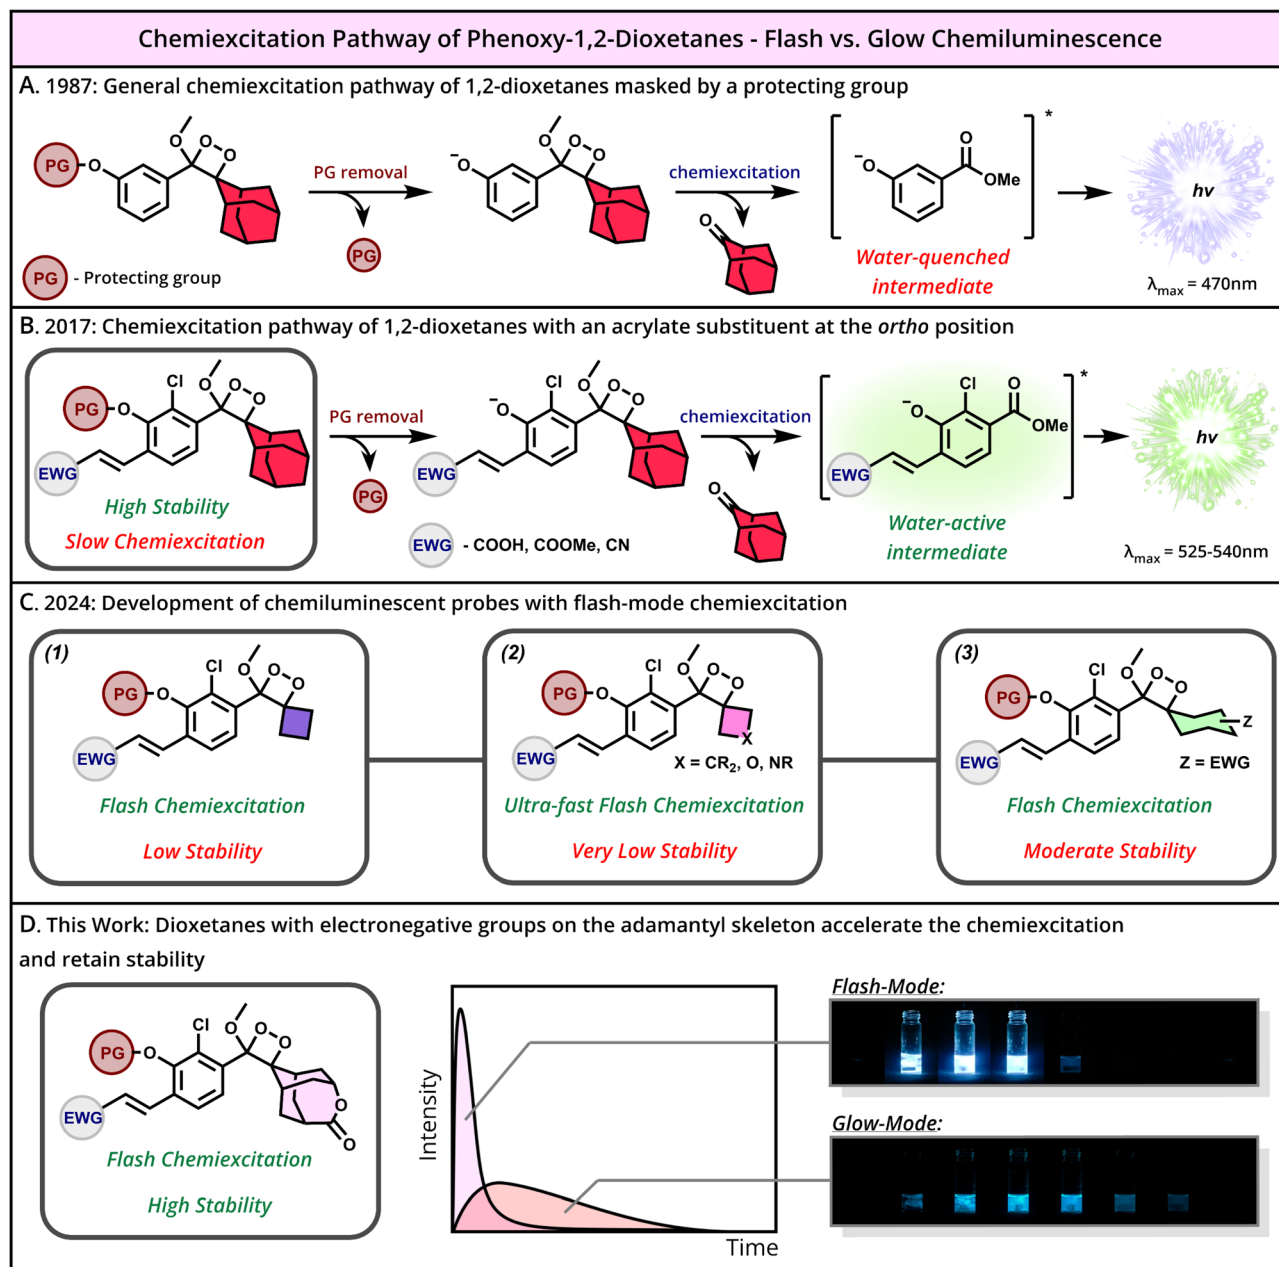 Chemiexcitation Pathway of Phenoxy-1,2-Dioxetanes - Flash vs. Glow Chemiluminescence
A. 1987: General chemiexcitation pathway of 1,2-dioxetanes masked by a protecting group
PG
O
O
O
O
PG removal
PG
−O
O
O
O
chemiexcitation
O
−O
O
OMe
*
Water-quenched
intermediate
hv
λmax = 470nm
PG - Protecting group
B. 2017: Chemiexcitation pathway of 1,2-dioxetanes with an acrylate substituent at the ortho position
PG
O
Cl
O
O
O
EWG
High Stability
Slow Chemiexcitation
PG removal
PG
−O
Cl
O
O
O
EWG
EWG - COOH, COOMe, CN
chemiexcitation
O
−O
Cl
O
OMe
EWG
*
Water-active
intermediate
hv
λmax = 525-540nm
C. 2024: Development of chemiluminescent probes with flash-mode chemiexcitation
(1)
PG
O
Cl
O
O
O
EWG
Flash Chemiexcitation
Low Stability
(2)
PG
O
Cl
O
O
O
EWG
X
X = CR2, O, NR
Ultra-fast Flash Chemiexcitation
Very Low Stability
(3)
PG
O
Cl
O
O
O
EWG
Z
Z = EWG
Flash Chemiexcitation
Moderate Stability
D. This Work: Dioxetanes with electronegative groups on the adamantyl skeleton accelerate the chemiexcitation
and retain stability
PG
O
Cl
O
O
O
EWG
O
O
Flash Chemiexcitation
High Stability
Intensity
Time
Flash-Mode:
Glow-Mode: